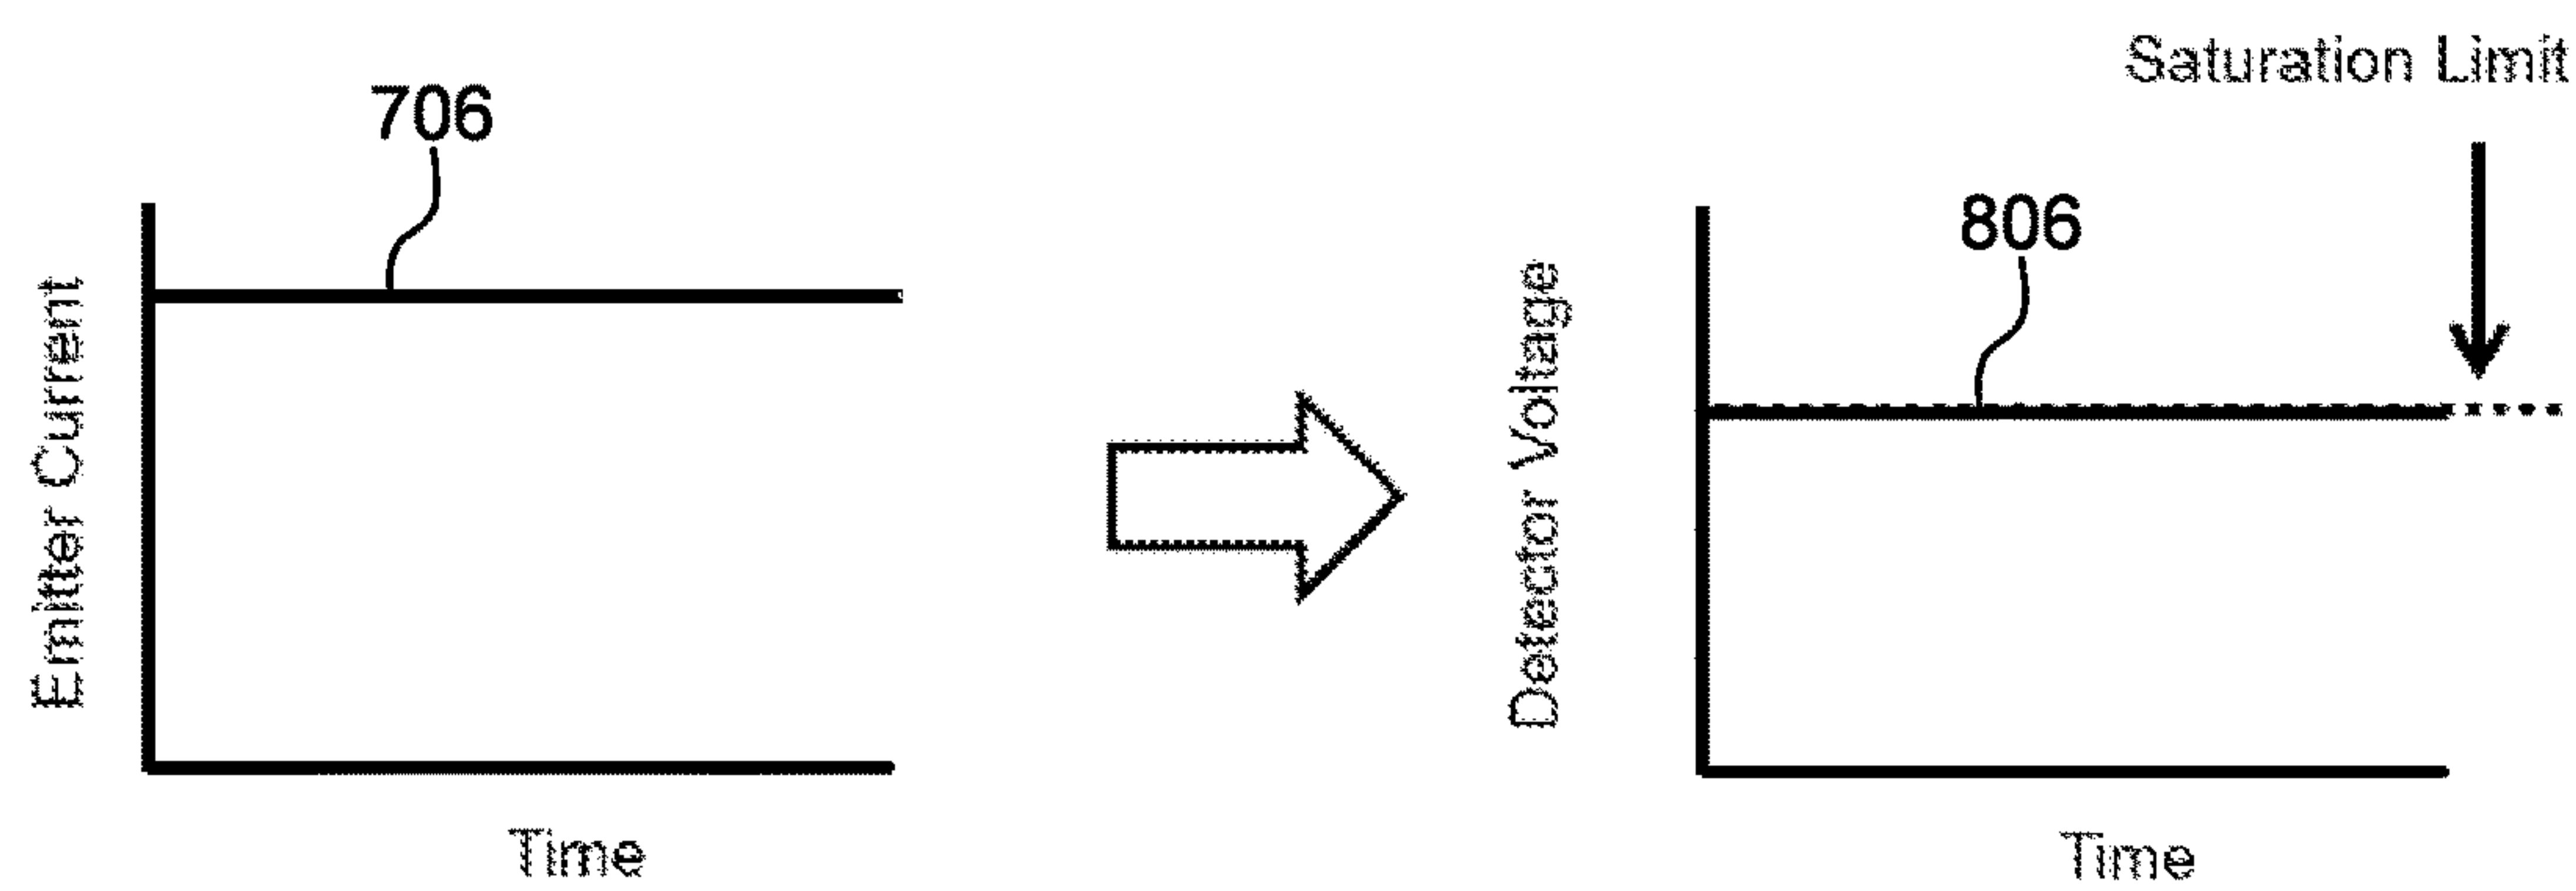 Saturation Limit
706
806
Emitter Current
Detector Voltage
Time
Time